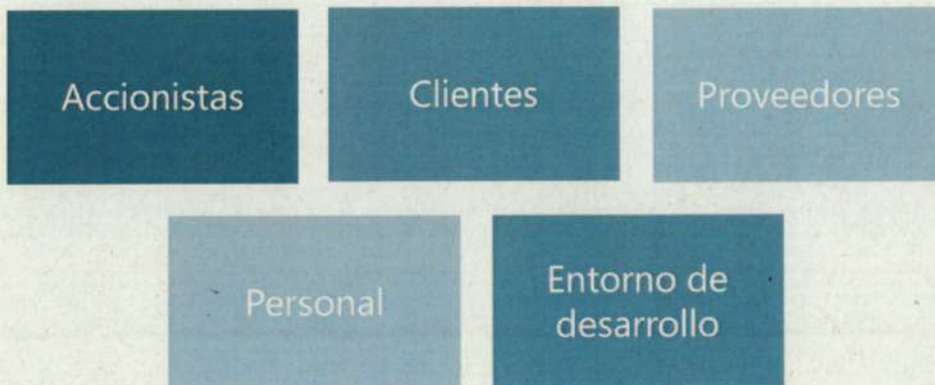 Accionistas
Clientes
Proveedores
Personal
Entorno de
desarrollo